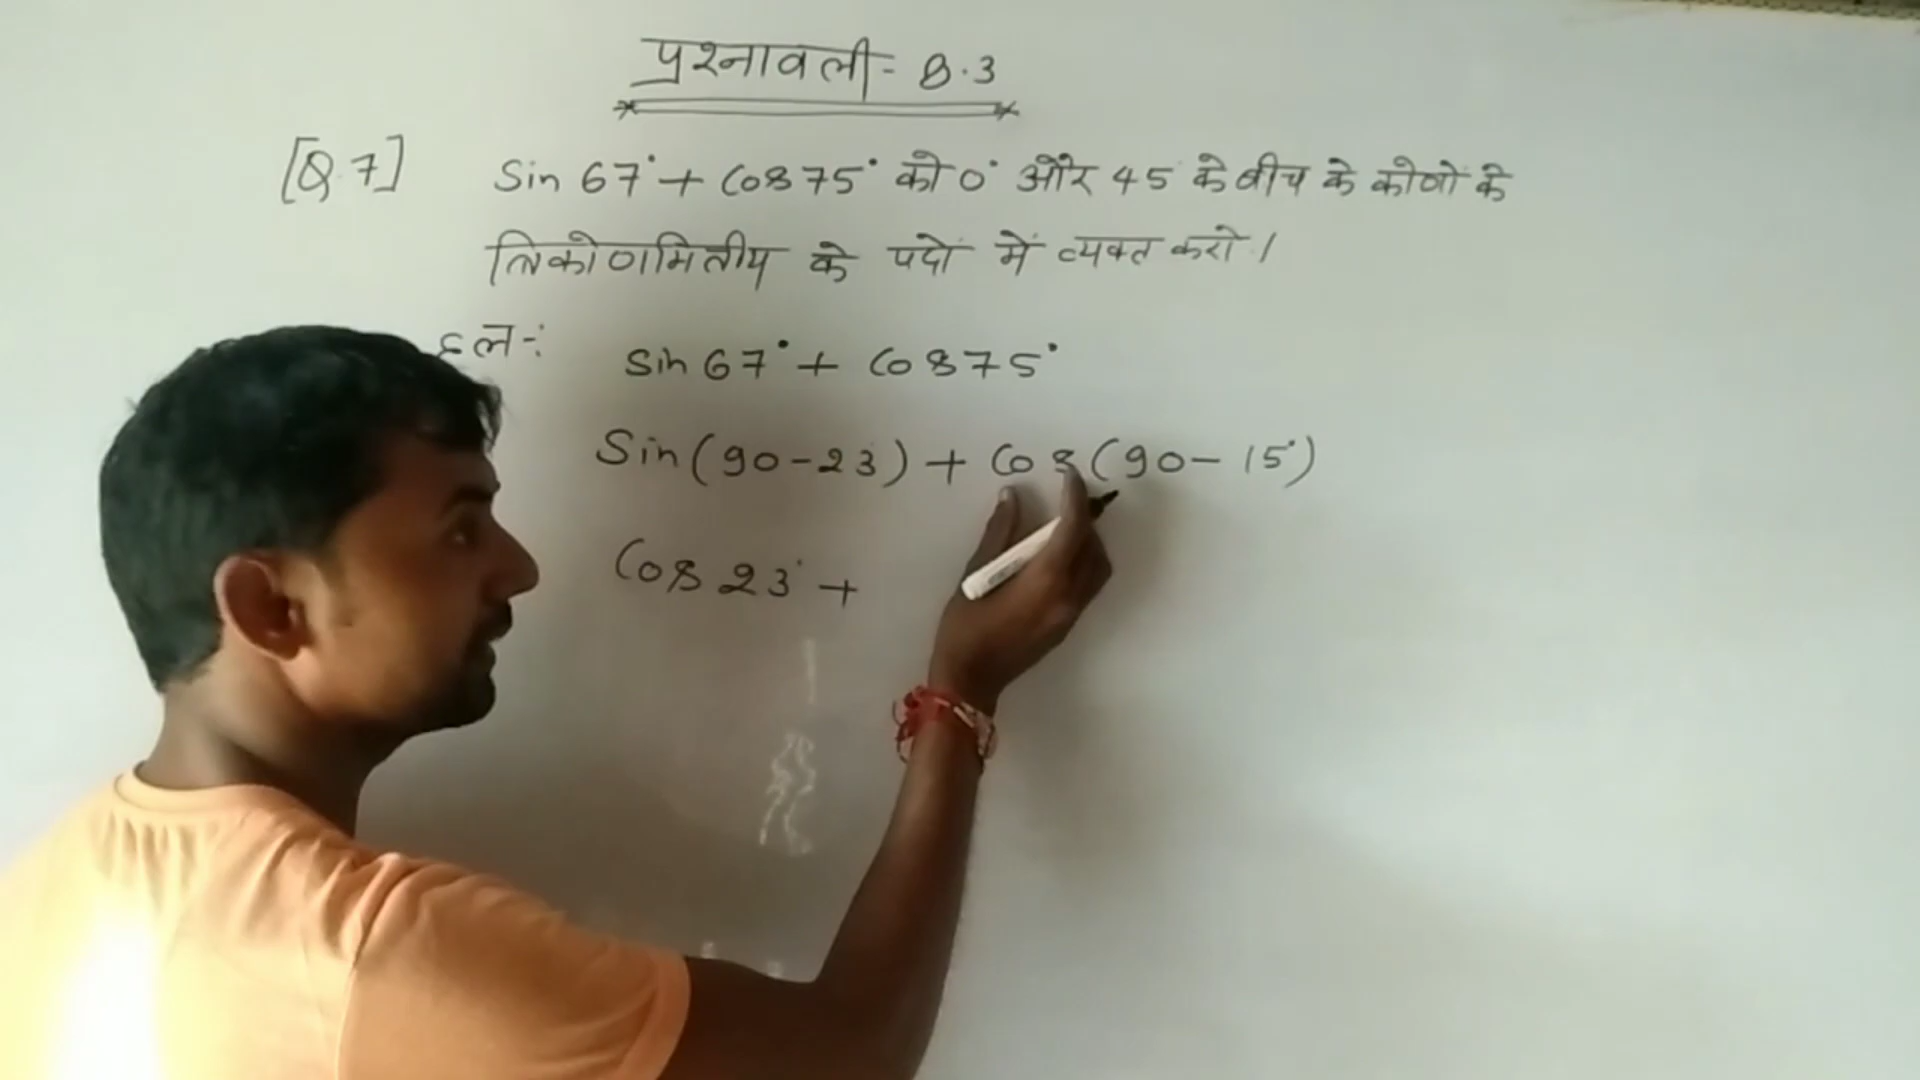 प्रश्नावली- 8.3
[Q.7] Sin 67° + Cos 75° को 0° और 45 के बीच के कोणों के
त्रिकोणमितीय के पदों में व्यक्त करो।
हल-: Sin 67° + Cos 75°
Sin (90-23°) + Cos (90- 15°)
Cos 23° +